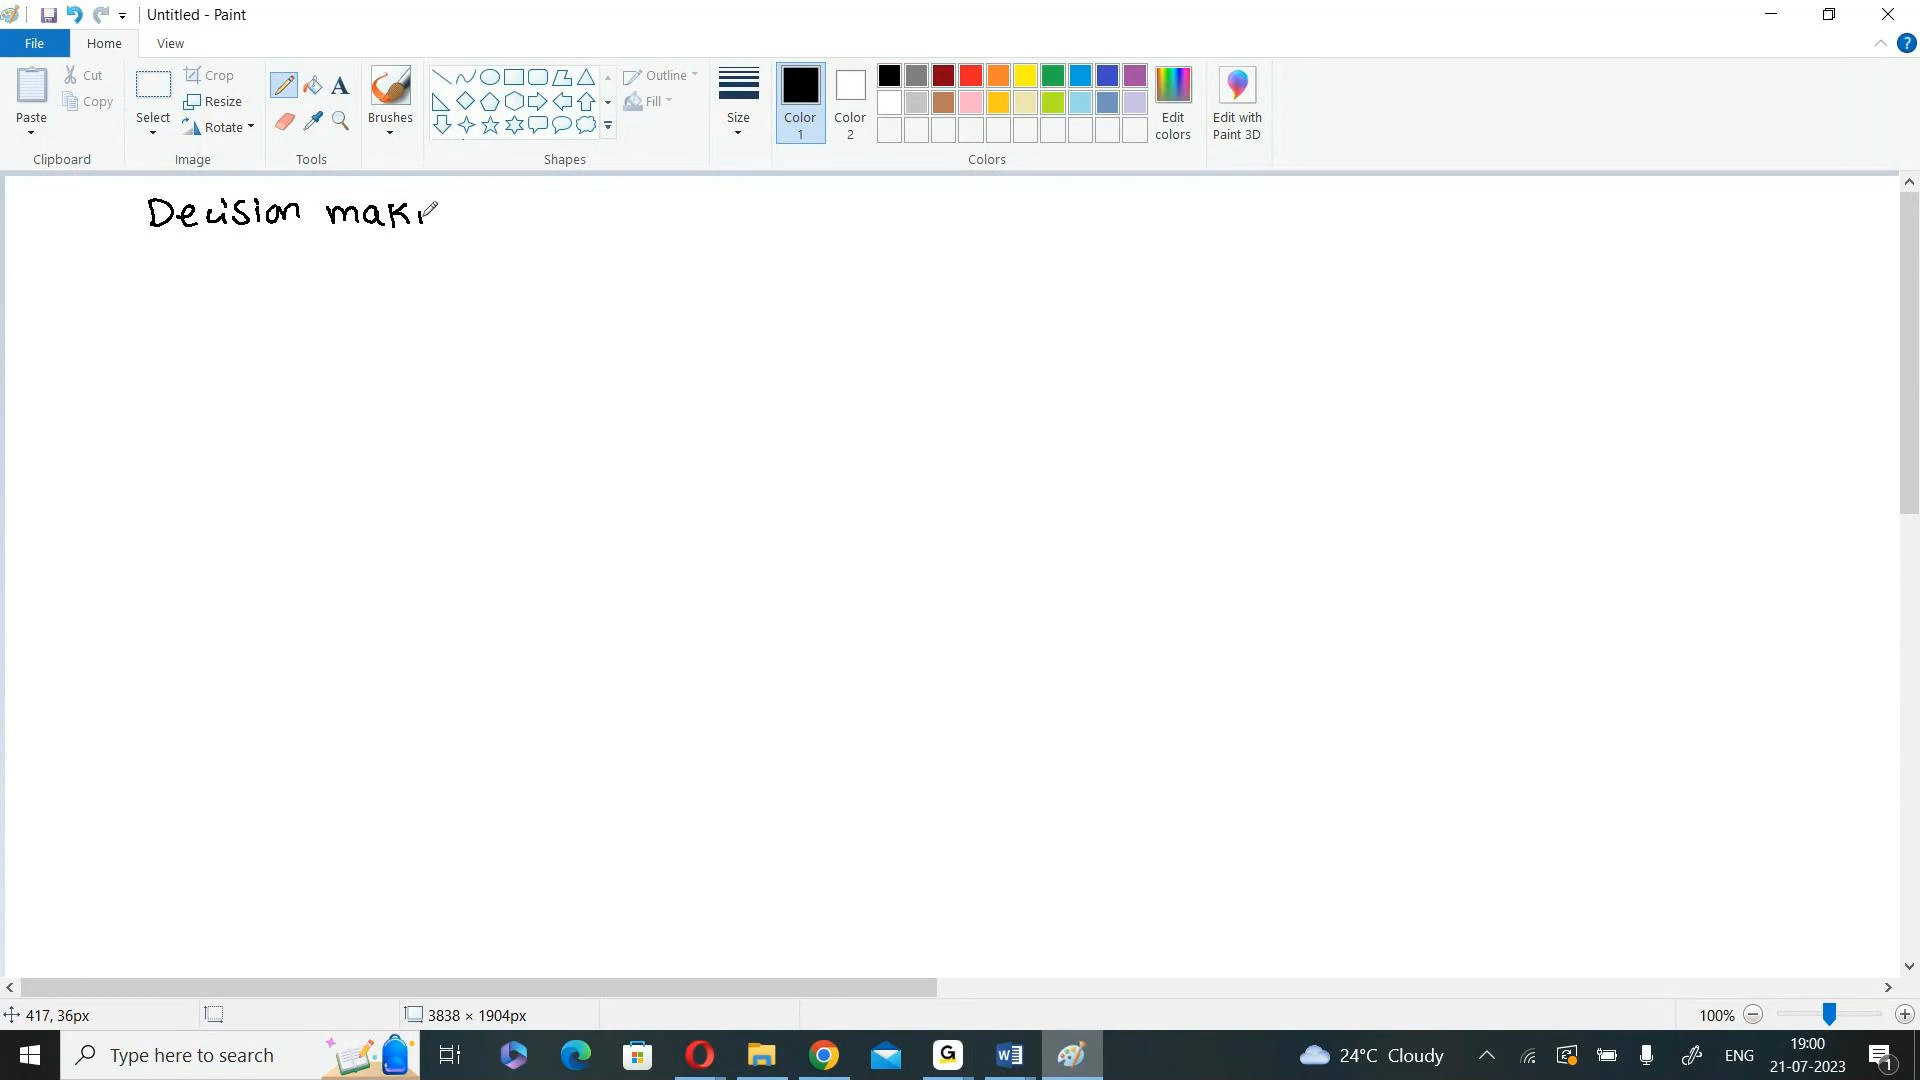 Untitled - Paint
File Home View
Paste Cut Copy Clipboard
Select Crop Resize Rotate Image
Tools
Brushes
Shapes Outline Fill
Size
Color 1 Color 2 Edit colors Edit with Paint 3D Colors
Decision maki
417, 36px 3838 × 1904px 100%
Type here to search 24°C Cloudy ENG 19:00 21-07-2023 1